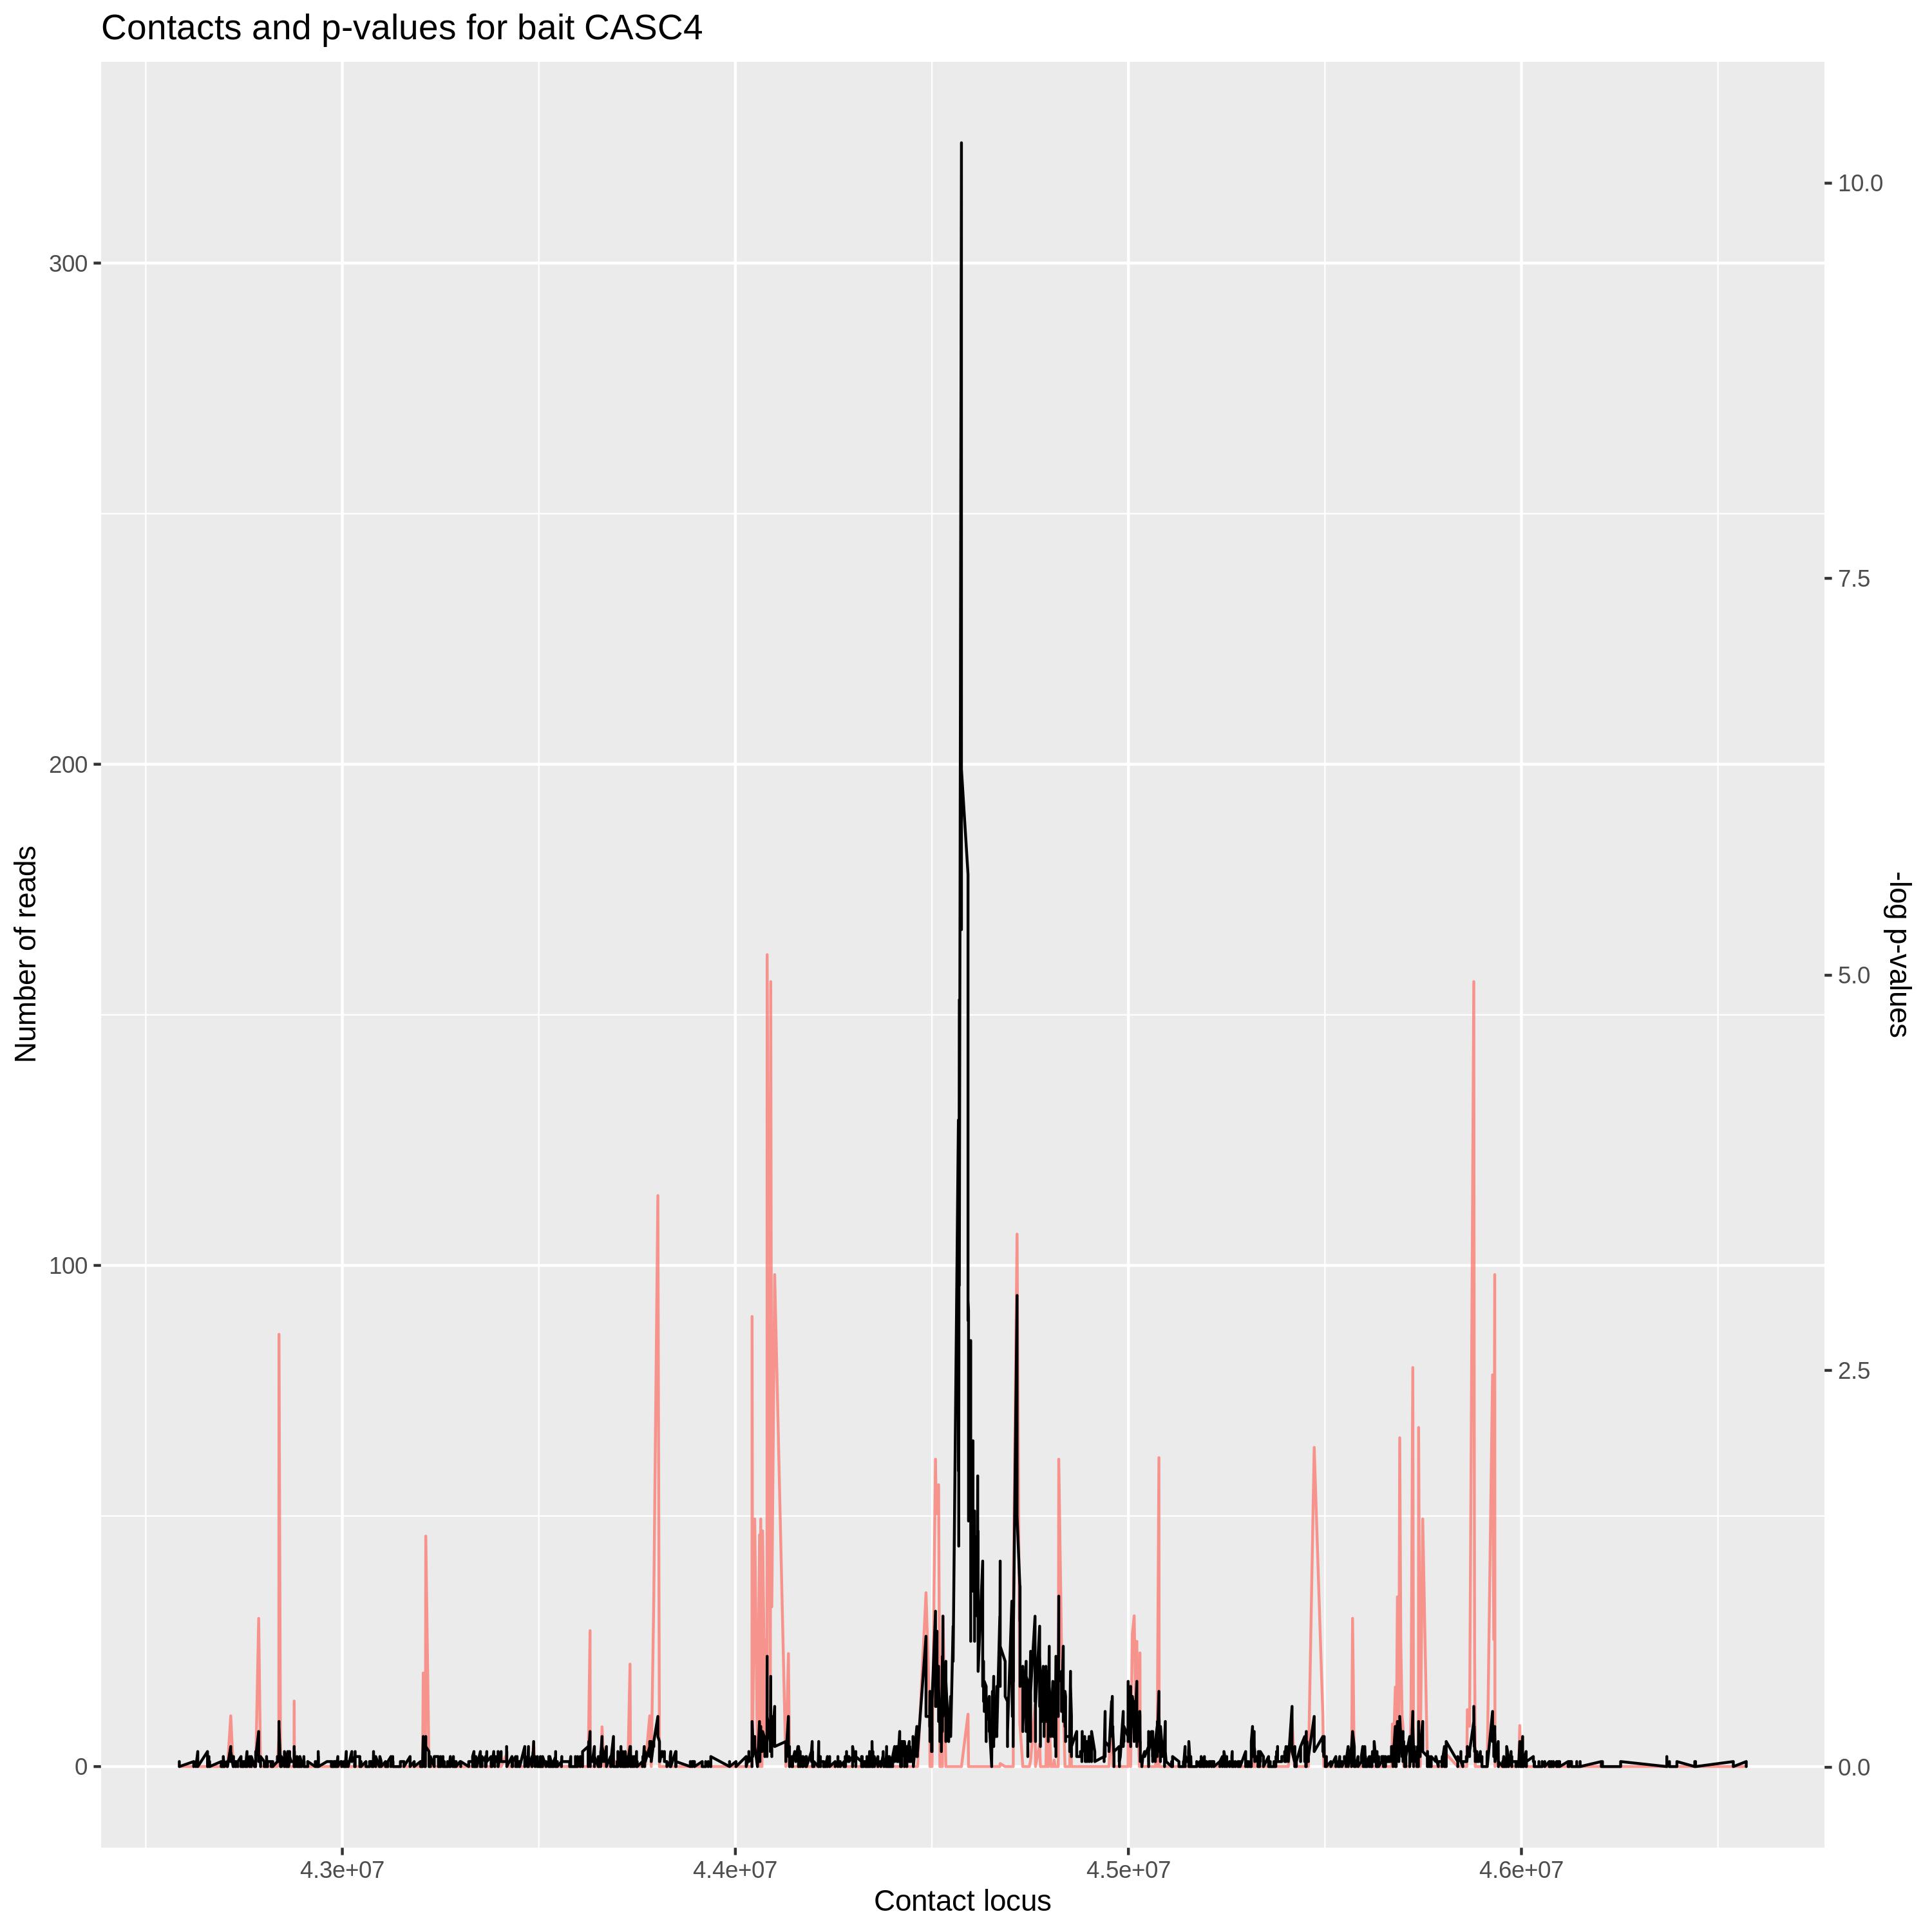 Contacts and p-values for bait CASC4
300
200
100
0
Number of reads
10.0
7.5
5.0
2.5
0.0
-log p-values
4.3e+07
4.4e+07
4.5e+07
4.6e+07
Contact locus